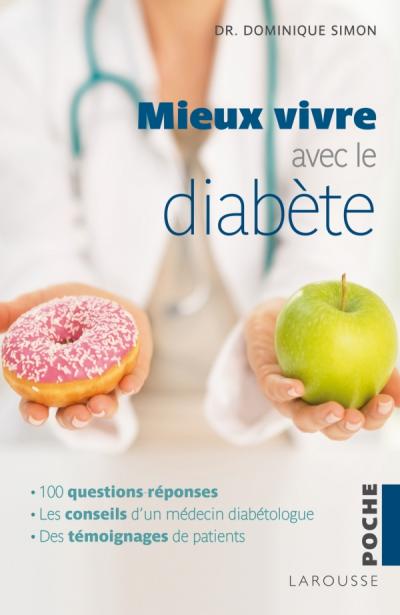 DR. DOMINIQUE SIMON
Mieux vivre
avec le
diabète
• 100 questions-réponses
• Les conseils d'un médecin diabétologue
• Des témoignages de patients
POCHE
LAROUSSE